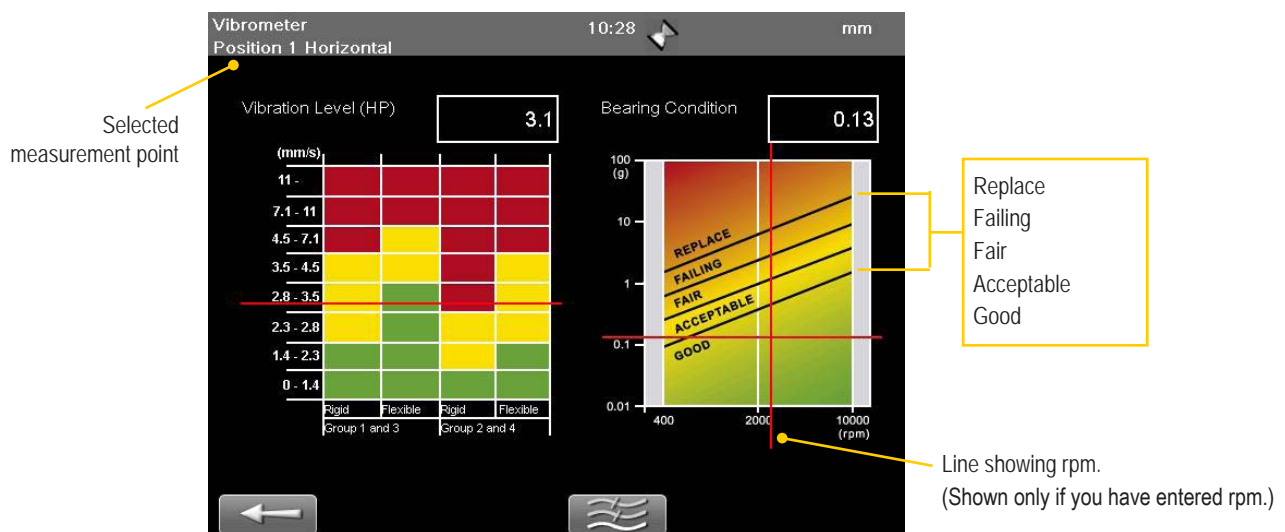 Vibrometer
Position 1 Horizontal
10:28
mm
Selected
measurement point
Vibration Level (HP)
3.1
Bearing Condition
0.13
(mm/s)
11 -
7.1 - 11
4.5 - 7.1
3.5 - 4.5
2.8 - 3.5
2.3 - 2.8
1.4 - 2.3
0 - 1.4
Rigid Flexible Rigid Flexible
Group 1 and 3 Group 2 and 4
100
(g)
10
1
0.1
0.01
REPLACE
FAILING
FAIR
ACCEPTABLE
GOOD
400 2000 10000
(rpm)
Replace
Failing
Fair
Acceptable
Good
Line showing rpm.
(Shown only if you have entered rpm.)